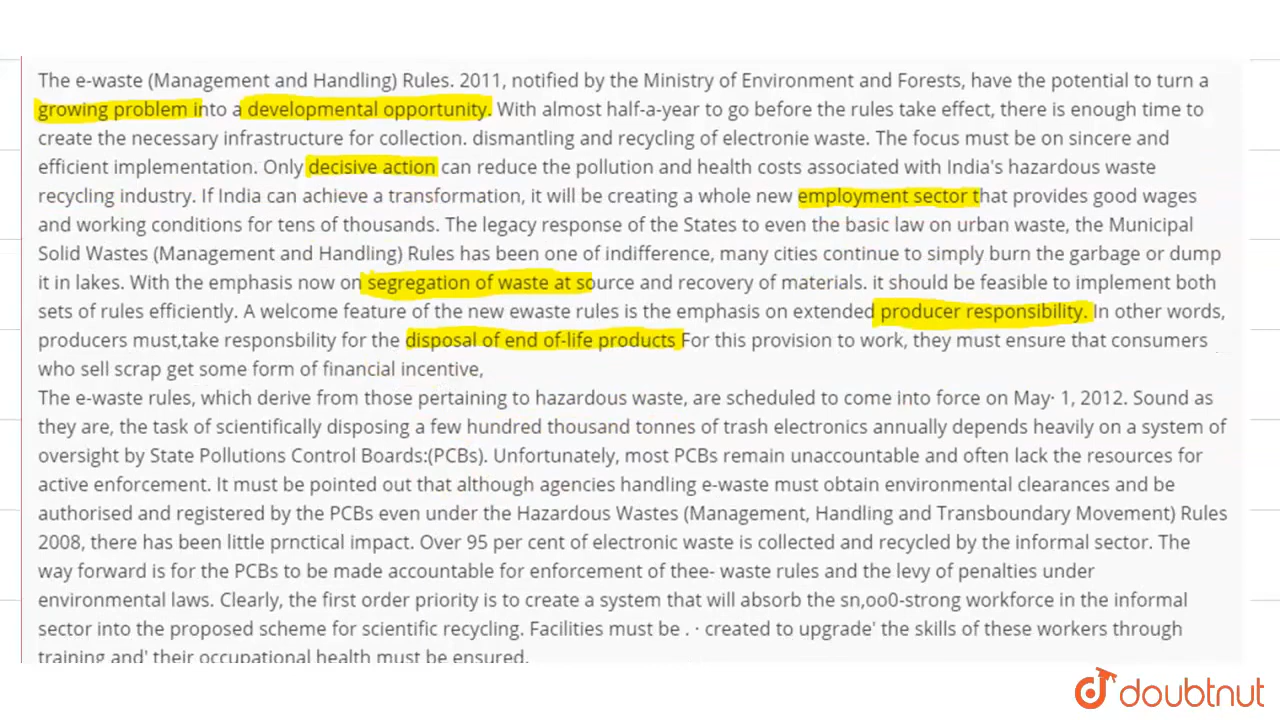 The e-waste (Management and Handling) Rules. 2011, notified by the Ministry of Environment and Forests, have the potential to turn a
growing problem into a developmental opportunity. With almost half-a-year to go before the rules take effect, there is enough time to
create the necessary infrastructure for collection. dismantling and recycling of electronie waste. The focus must be on sincere and
efficient implementation. Only decisive action can reduce the pollution and health costs associated with India's hazardous waste
recycling industry. If India can achieve a transformation, it will be creating a whole new employment sector that provides good wages
and working conditions for tens of thousands. The legacy response of the States to even the basic law on urban waste, the Municipal
Solid Wastes (Management and Handling) Rules has been one of indifference, many cities continue to simply burn the garbage or dump
it in lakes. With the emphasis now on segregation of waste at source and recovery of materials. it should be feasible to implement both
sets of rules efficiently. A welcome feature of the new ewaste rules is the emphasis on extended producer responsibility. In other words,
producers must,take responsbility for the disposal of end of-life products For this provision to work, they must ensure that consumers
who sell scrap get some form of financial incentive,
The e-waste rules, which derive from those pertaining to hazardous waste, are scheduled to come into force on May· 1, 2012. Sound as
they are, the task of scientifically disposing a few hundred thousand tonnes of trash electronics annually depends heavily on a system of
oversight by State Pollutions Control Boards:(PCBs). Unfortunately, most PCBs remain unaccountable and often lack the resources for
active enforcement. It must be pointed out that although agencies handling e-waste must obtain environmental clearances and be
authorised and registered by the PCBs even under the Hazardous Wastes (Management, Handling and Transboundary Movement) Rules
2008, there has been little prnctical impact. Over 95 per cent of electronic waste is collected and recycled by the informal sector. The
way forward is for the PCBs to be made accountable for enforcement of thee- waste rules and the levy of penalties under
environmental laws. Clearly, the first order priority is to create a system that will absorb the sn,oo0-strong workforce in the informal
sector into the proposed scheme for scientific recycling. Facilities must be . · created to upgrade' the skills of these workers through
training and' their occupational health must be ensured.
doubtnut